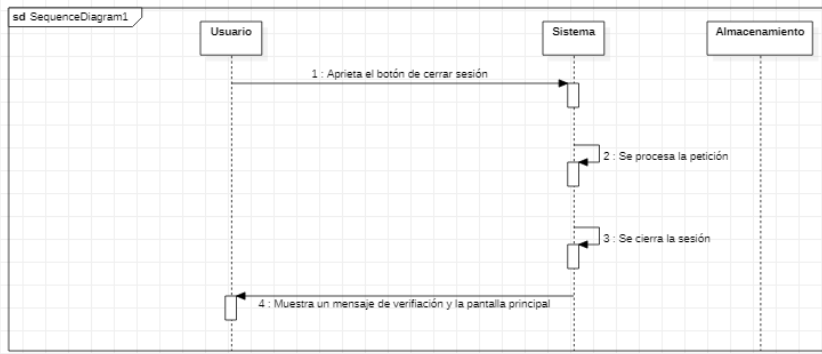 sd SequenceDiagram1
Usuario
Sistema
Almacenamiento
1 : Aprieta el botón de cerrar sesión
2 : Se procesa la petición
3 : Se cierra la sesión
4 : Muestra un mensaje de verifiación y la pantalla principal